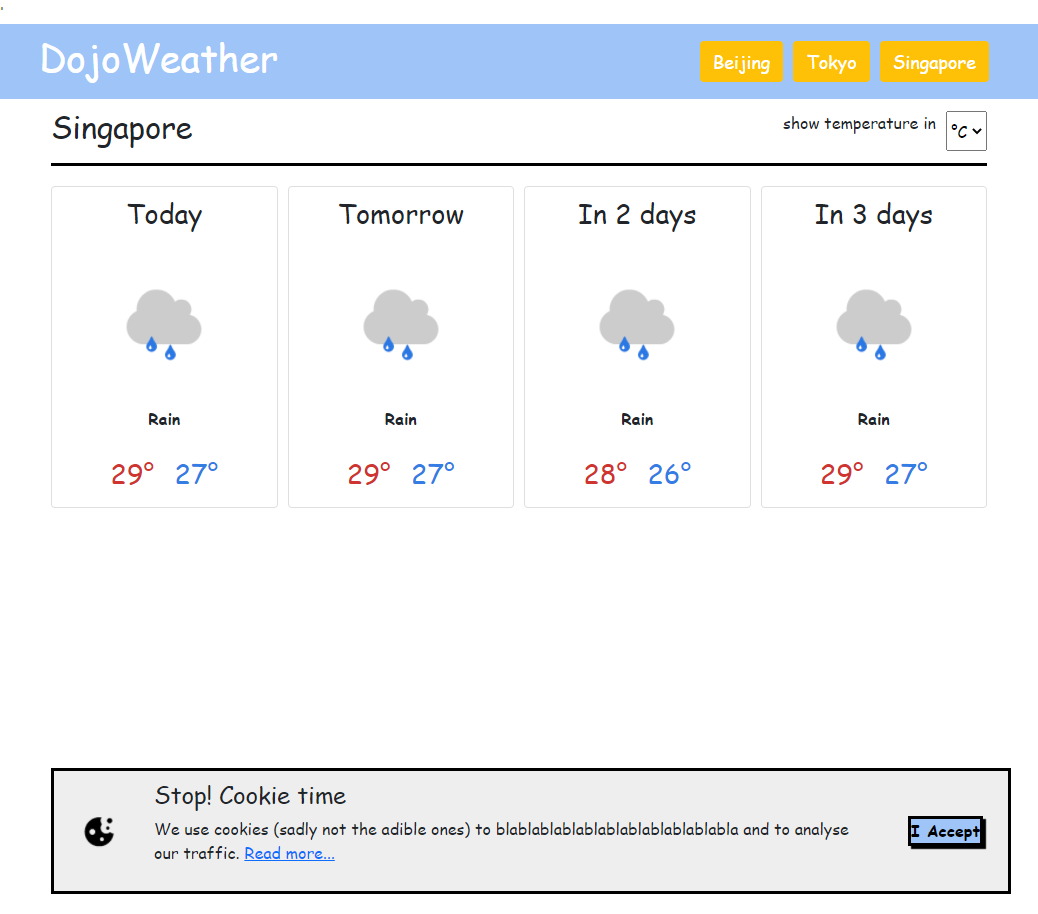 DojoWeather
Beijing Tokyo Singapore
Singapore
show temperature in °C
Today Tomorrow In 2 days In 3 days
Rain Rain Rain Rain
29° 27° 29° 27° 28° 26° 29° 27°
Stop! Cookie time
We use cookies (sadly not the adible ones) to blablablablablablablablablablabla and to analyse
our traffic. Read more...
I Accept